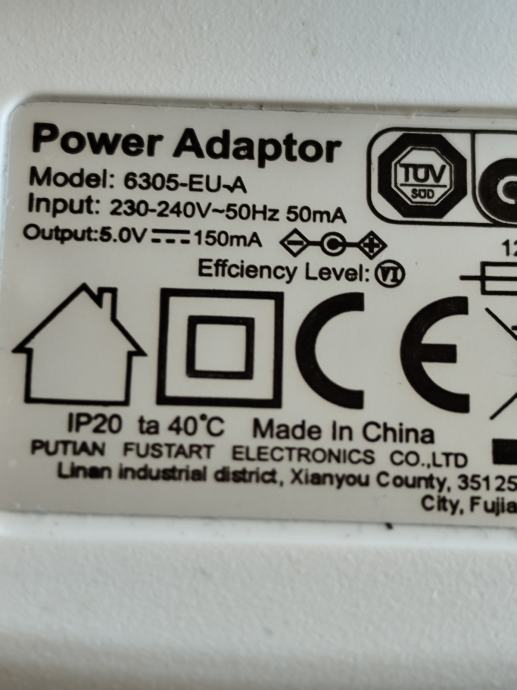 Power Adaptor
Model: 6305-EU-A
Input: 230-240V~50Hz 50mA
Output:5.0V⎓150mA
Effciency Level: VI
TÜV
SÜD
CE
IP20 ta 40°C Made In China
PUTIAN FUSTART ELECTRONICS CO.,LTD
Linan industrial district, Xianyou County,
City,